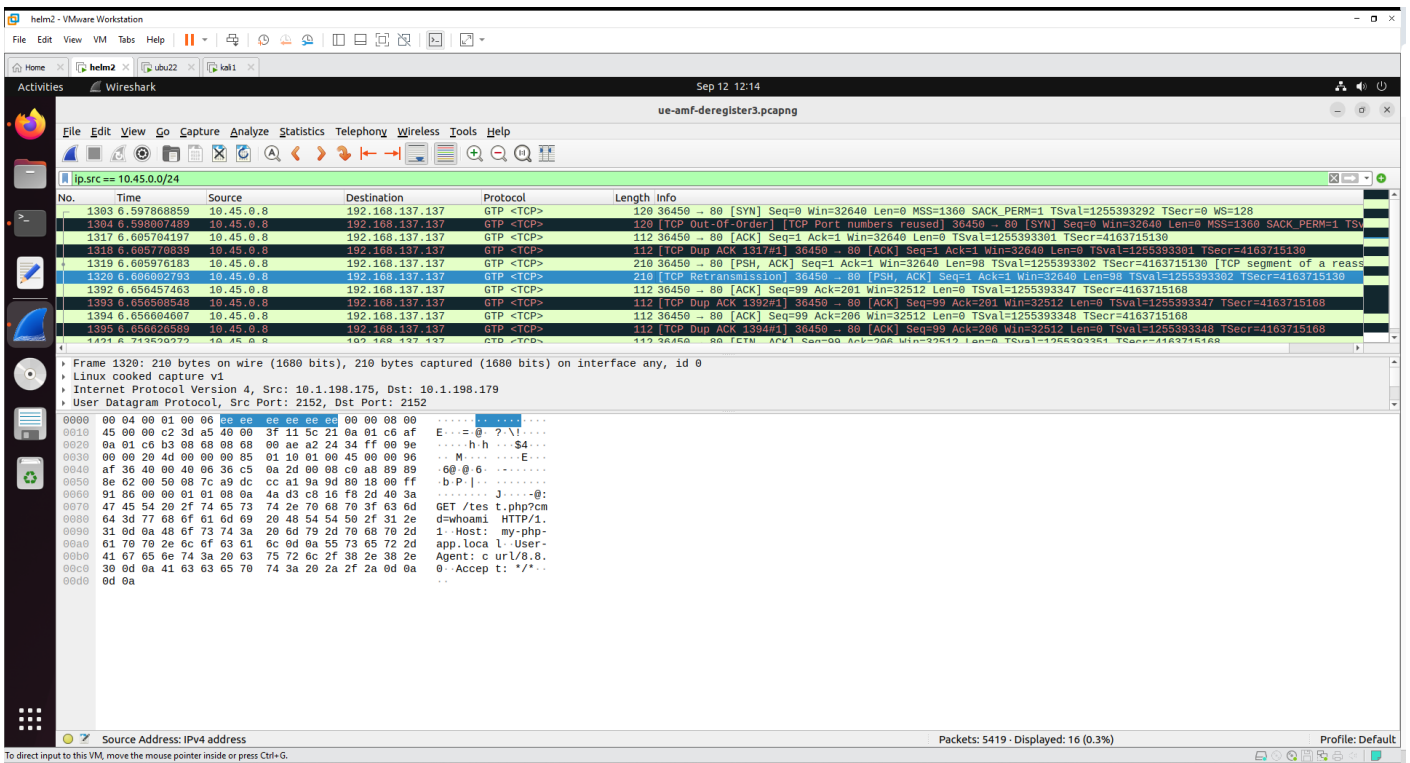 helm2 - VMware Workstation
File Edit View VM Tabs Help
Home helm2 ubu22 kali1
Activities Wireshark Sep 12 12:14
ue-amf-deregister3.pcapng
File Edit View Go Capture Analyze Statistics Telephony Wireless Tools Help
ip.src == 10.45.0.0/24
No. Time Source Destination Protocol Length Info
1303 6.597868859 10.45.0.8 192.168.137.137 GTP <TCP> 120 36450 → 80 [SYN] Seq=0 Win=32640 Len=0 MSS=1360 SACK_PERM=1 TSval=1255393292 TSecr=0 WS=128
1304 6.598007489 10.45.0.8 192.168.137.137 GTP <TCP> 120 [TCP Out-Of-Order] [TCP Port numbers reused] 36450 → 80 [SYN] Seq=0 Win=32640 Len=0 MSS=1360 SACK_PERM=1 TSv
1317 6.605704197 10.45.0.8 192.168.137.137 GTP <TCP> 112 36450 → 80 [ACK] Seq=1 Ack=1 Win=32640 Len=0 TSval=1255393301 TSecr=4163715130
1318 6.605770839 10.45.0.8 192.168.137.137 GTP <TCP> 112 [TCP Dup ACK 1317#1] 36450 → 80 [ACK] Seq=1 Ack=1 Win=32640 Len=0 TSval=1255393301 TSecr=4163715130
1319 6.605976183 10.45.0.8 192.168.137.137 GTP <TCP> 210 36450 → 80 [PSH, ACK] Seq=1 Ack=1 Win=32640 Len=98 TSval=1255393302 TSecr=4163715130 [TCP segment of a reass
1320 6.606002793 10.45.0.8 192.168.137.137 GTP <TCP> 210 [TCP Retransmission] 36450 → 80 [PSH, ACK] Seq=1 Ack=1 Win=32640 Len=98 TSval=1255393302 TSecr=4163715130
1392 6.656457463 10.45.0.8 192.168.137.137 GTP <TCP> 112 36450 → 80 [ACK] Seq=99 Ack=201 Win=32512 Len=0 TSval=1255393347 TSecr=4163715168
1393 6.656508548 10.45.0.8 192.168.137.137 GTP <TCP> 112 [TCP Dup ACK 1392#1] 36450 → 80 [ACK] Seq=99 Ack=201 Win=32512 Len=0 TSval=1255393347 TSecr=4163715168
1394 6.656604607 10.45.0.8 192.168.137.137 GTP <TCP> 112 36450 → 80 [ACK] Seq=99 Ack=206 Win=32512 Len=0 TSval=1255393348 TSecr=4163715168
1395 6.656626589 10.45.0.8 192.168.137.137 GTP <TCP> 112 [TCP Dup ACK 1394#1] 36450 → 80 [ACK] Seq=99 Ack=206 Win=32512 Len=0 TSval=1255393348 TSecr=4163715168
1421 6.713529272 10.45.0.8 192.168.137.137 GTP <TCP> 112 36450 → 80 [FIN, ACK] Seq=99 Ack=206 Win=32512 Len=0 TSval=1255393351 TSecr=4163715168
Frame 1320: 210 bytes on wire (1680 bits), 210 bytes captured (1680 bits) on interface any, id 0
Linux cooked capture v1
Internet Protocol Version 4, Src: 10.1.198.175, Dst: 10.1.198.179
User Datagram Protocol, Src Port: 2152, Dst Port: 2152
0000 00 04 00 01 00 06 ee ee ee ee ee ee 00 00 08 00 ········ ········
0010 45 00 00 c2 3d a5 40 00 3f 11 5c 21 0a 01 c6 af E···=·@· ?·\!····
0020 0a 01 c6 b3 08 68 08 68 00 ae a2 24 34 ff 00 9e ·····h·h ···$4···
0030 00 00 20 4d 00 00 00 85 01 10 01 00 45 00 00 96 ·· M···· ····E···
0040 af 36 40 00 40 06 36 c5 0a 2d 00 08 c0 a8 89 89 ·6@·@·6· ·-······
0050 8e 62 00 50 08 7c a9 dc cc a1 9a 9d 80 18 00 ff ·b·P·|·· ········
0060 91 86 00 00 01 01 08 0a 4a d3 c8 16 f8 2d 40 3a ········ J····-@:
0070 47 45 54 20 2f 74 65 73 74 2e 70 68 70 3f 63 6d GET /tes t.php?cm
0080 64 3d 77 68 6f 61 6d 69 20 48 54 54 50 2f 31 2e d=whoami HTTP/1.
0090 31 0d 0a 48 6f 73 74 3a 20 6d 79 2d 70 68 70 2d 1··Host: my-php-
00a0 61 70 70 2e 6c 6f 63 61 6c 0d 0a 55 73 65 72 2d app.loca l··User-
00b0 41 67 65 6e 74 3a 20 63 75 72 6c 2f 38 2e 38 2e Agent: c url/8.8.
00c0 30 0d 0a 41 63 63 65 70 74 3a 20 2a 2f 2a 0d 0a 0··Accep t: */*··
00d0 0d 0a ··
Source Address: IPv4 address Packets: 5419 · Displayed: 16 (0.3%) Profile: Default
To direct input to this VM, move the mouse pointer inside or press Ctrl+G.